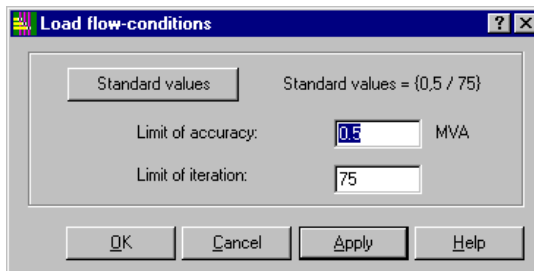 Load flow-conditions
Standard values Standard values = {0,5 / 75}
Limit of accuracy: 0.5 MVA
Limit of iteration: 75
OK Cancel Apply Help